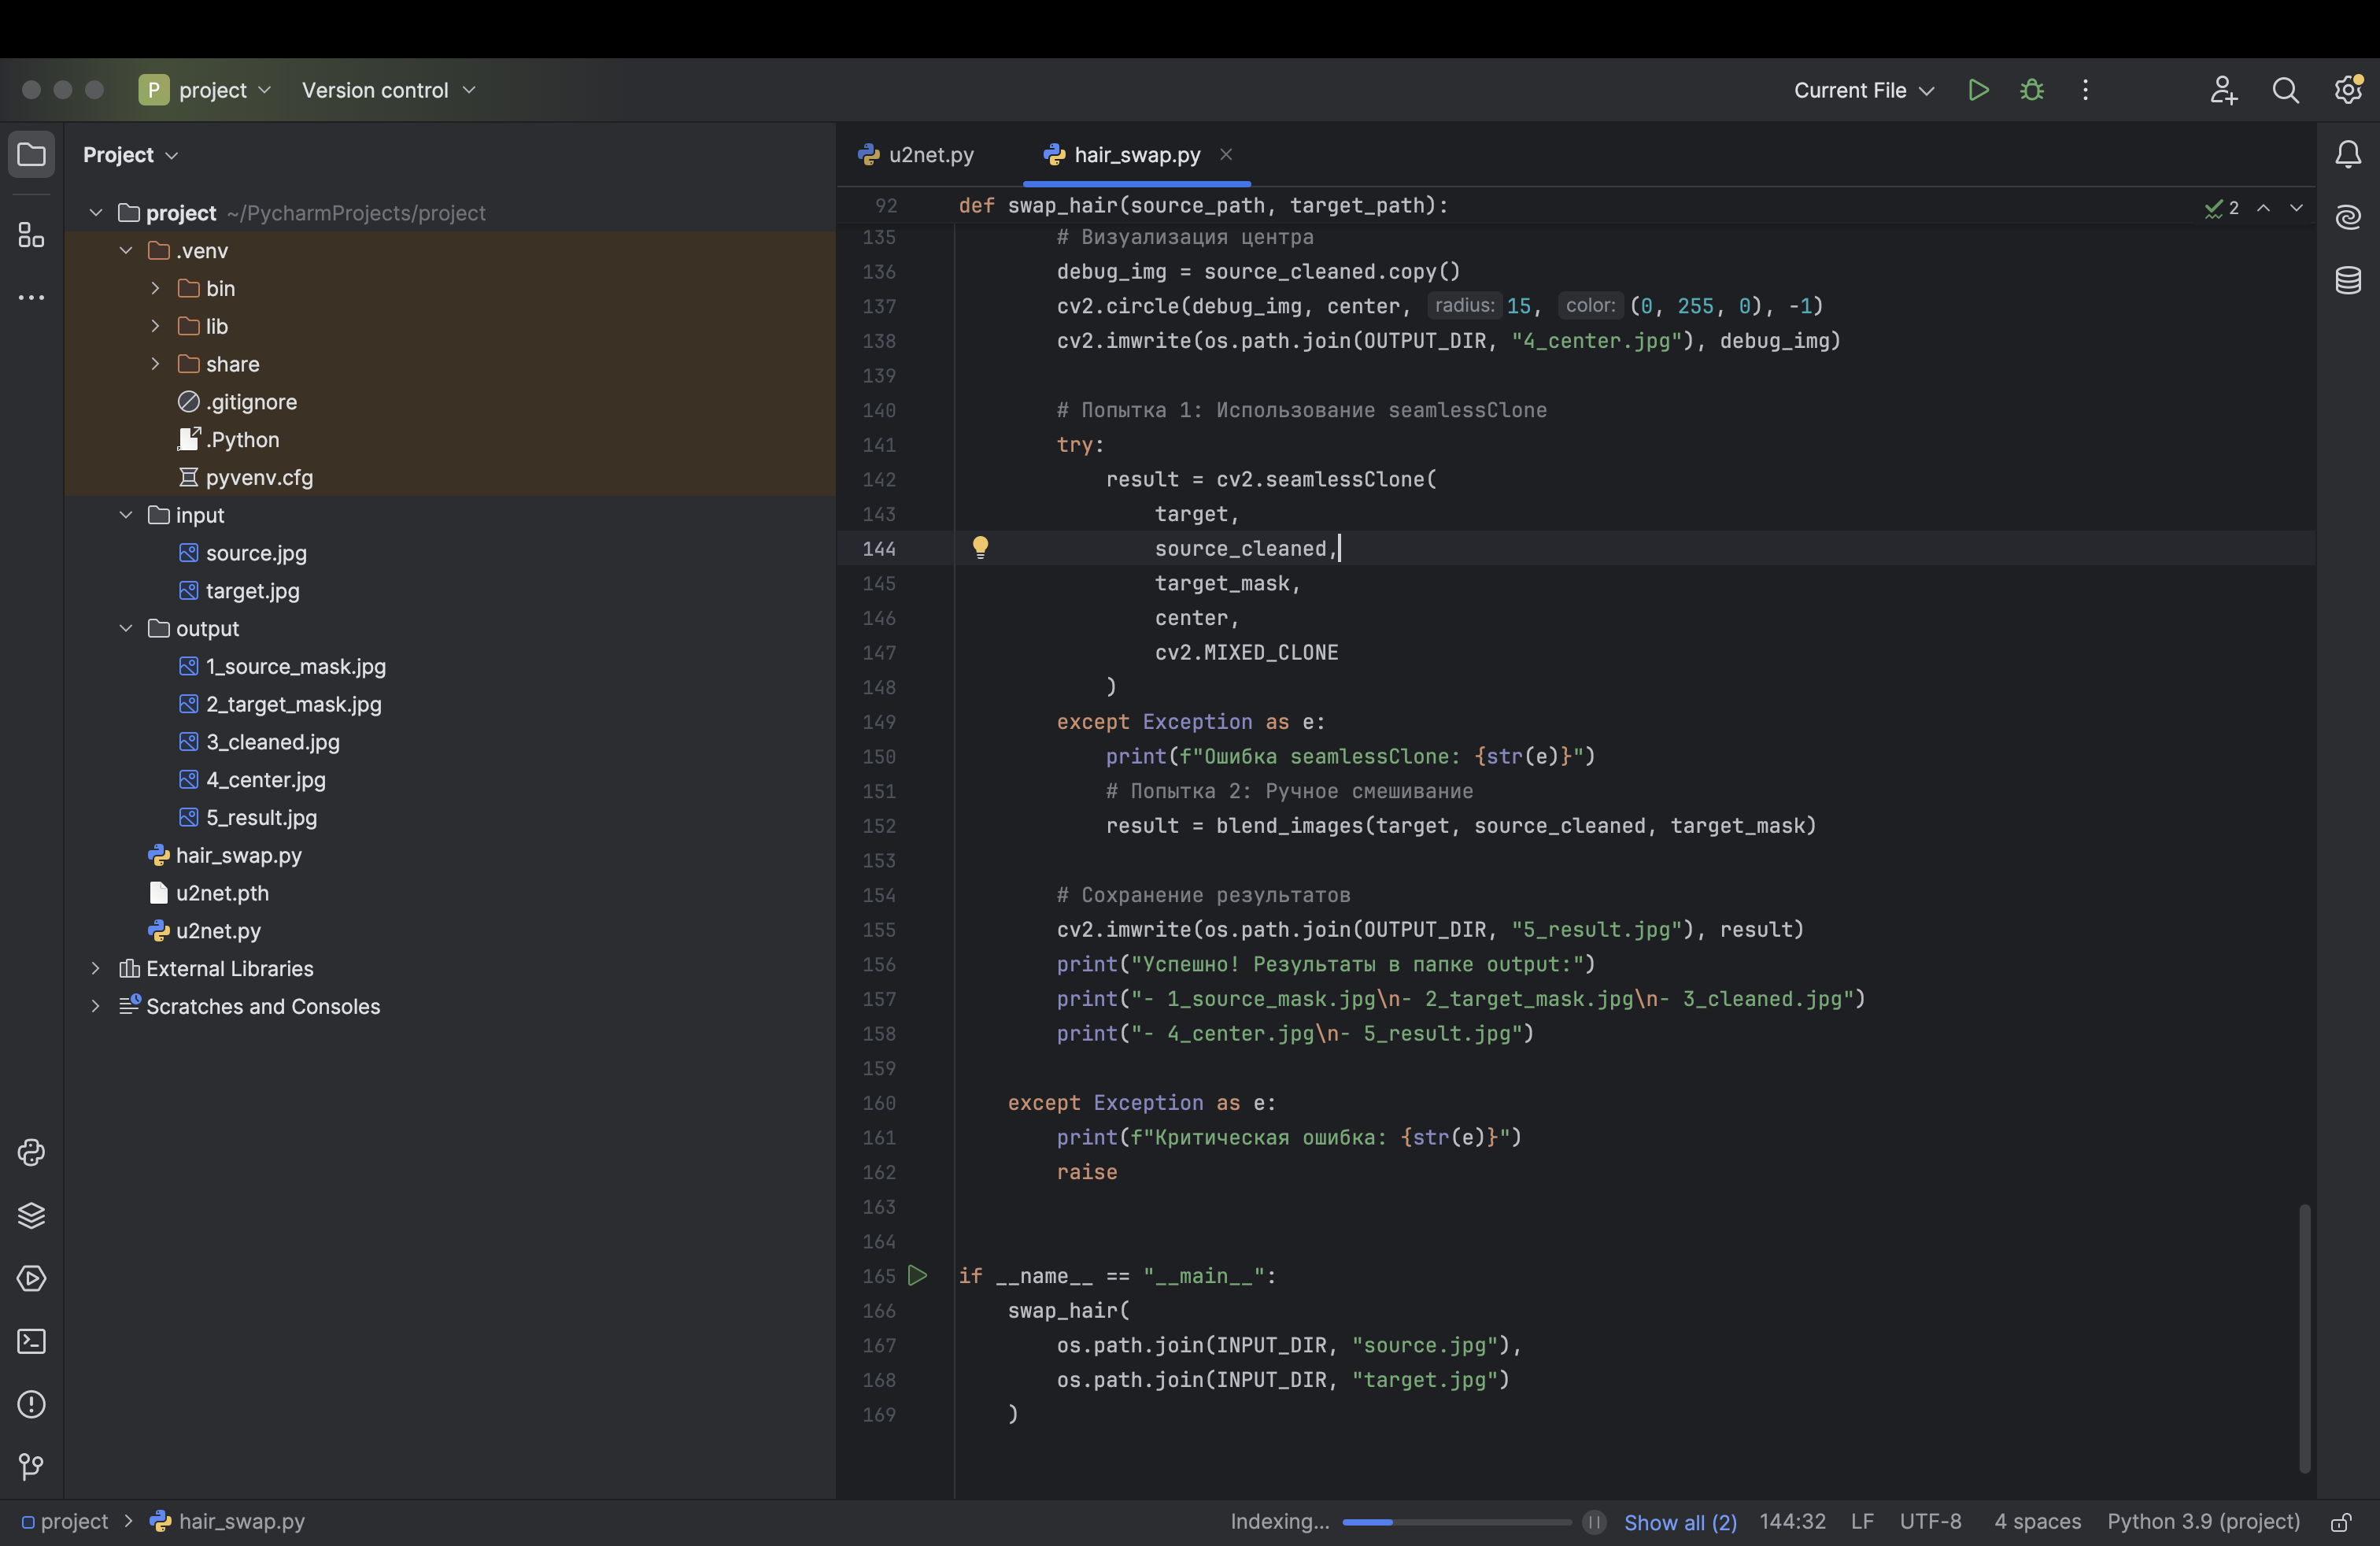 P project Version control Current File
Project
project ~/PycharmProjects/project
.venv
bin
lib
share
.gitignore
.Python
pyvenv.cfg
input
source.jpg
target.jpg
output
1_source_mask.jpg
2_target_mask.jpg
3_cleaned.jpg
4_center.jpg
5_result.jpg
hair_swap.py
u2net.pth
u2net.py
External Libraries
Scratches and Consoles
u2net.py hair_swap.py
92 def swap_hair(source_path, target_path): 2
135 # Визуализация центра
136 debug_img = source_cleaned.copy()
137 cv2.circle(debug_img, center, radius: 15, color: (0, 255, 0), -1)
138 cv2.imwrite(os.path.join(OUTPUT_DIR, "4_center.jpg"), debug_img)
139
140 # Попытка 1: Использование seamlessClone
141 try:
142 result = cv2.seamlessClone(
143 target,
144 source_cleaned,
145 target_mask,
146 center,
147 cv2.MIXED_CLONE
148 )
149 except Exception as e:
150 print(f"Ошибка seamlessClone: {str(e)}")
151 # Попытка 2: Ручное смешивание
152 result = blend_images(target, source_cleaned, target_mask)
153
154 # Сохранение результатов
155 cv2.imwrite(os.path.join(OUTPUT_DIR, "5_result.jpg"), result)
156 print("Успешно! Результаты в папке output:")
157 print("- 1_source_mask.jpg\n- 2_target_mask.jpg\n- 3_cleaned.jpg")
158 print("- 4_center.jpg\n- 5_result.jpg")
159
160 except Exception as e:
161 print(f"Критическая ошибка: {str(e)}")
162 raise
163
164
165 if __name__ == "__main__":
166 swap_hair(
167 os.path.join(INPUT_DIR, "source.jpg"),
168 os.path.join(INPUT_DIR, "target.jpg")
169 )
project hair_swap.py Indexing... Show all (2) 144:32 LF UTF-8 4 spaces Python 3.9 (project)